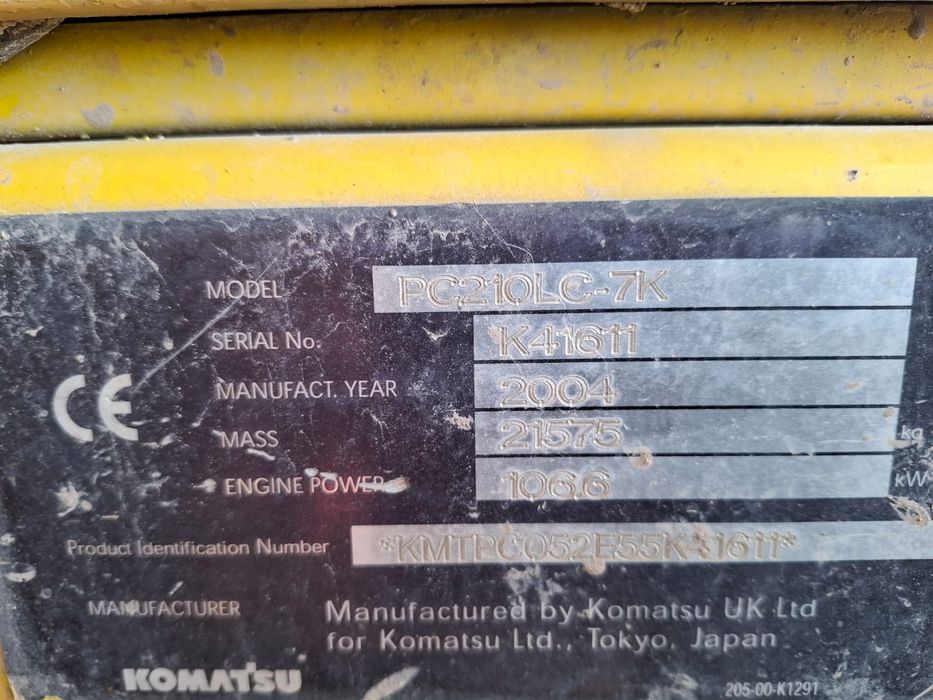 MODEL PC210LC-7K
SERIAL No. K41611
MANUFACT. YEAR 2004
CE
MASS 21575 kg
ENGINE POWER 106.6 kW
Product Identification Number *KMTPC052E55K41611*
MANUFACTURER Manufactured by Komatsu UK Ltd
for Komatsu Ltd., Tokyo, Japan
KOMATSU
205-00-K1291